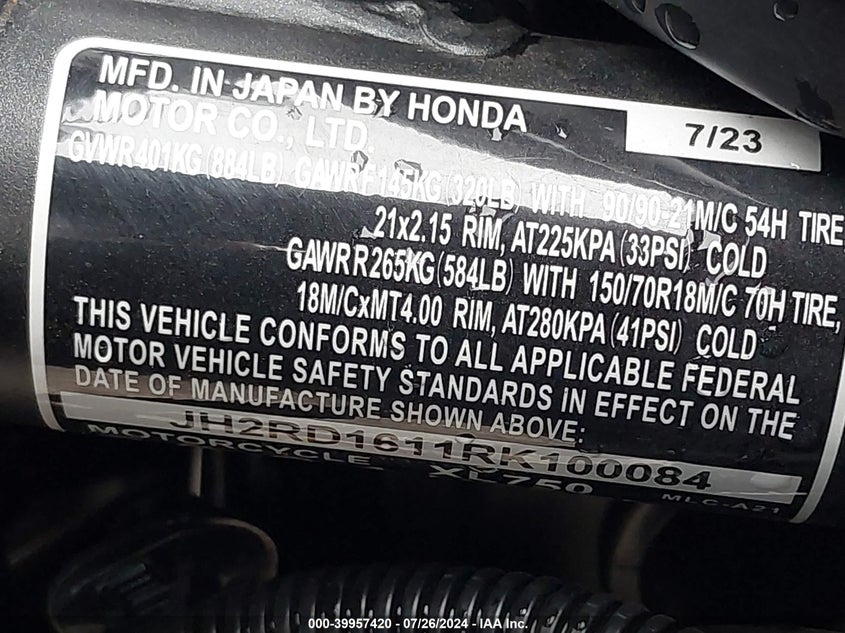 MFD. IN JAPAN BY HONDA
MOTOR CO., LTD.
7/23
GVWR401KG(884LB) GAWRF145KG(320LB) WITH 90/90-21M/C 54H TIRE
21x2.15 RIM, AT225KPA(33PSI) COLD
GAWRR265KG(584LB) WITH 150/70R18M/C 70H TIRE,
18M/CxMT4.00 RIM, AT280KPA(41PSI) COLD
THIS VEHICLE CONFORMS TO ALL APPLICABLE FEDERAL
MOTOR VEHICLE SAFETY STANDARDS IN EFFECT ON THE
DATE OF MANUFACTURE SHOWN ABOVE:
JH2RD1611RK100084
MOTORCYCLE XL750 MLC-A21
000-39957420 - 07/26/2024 - © IAA Inc.